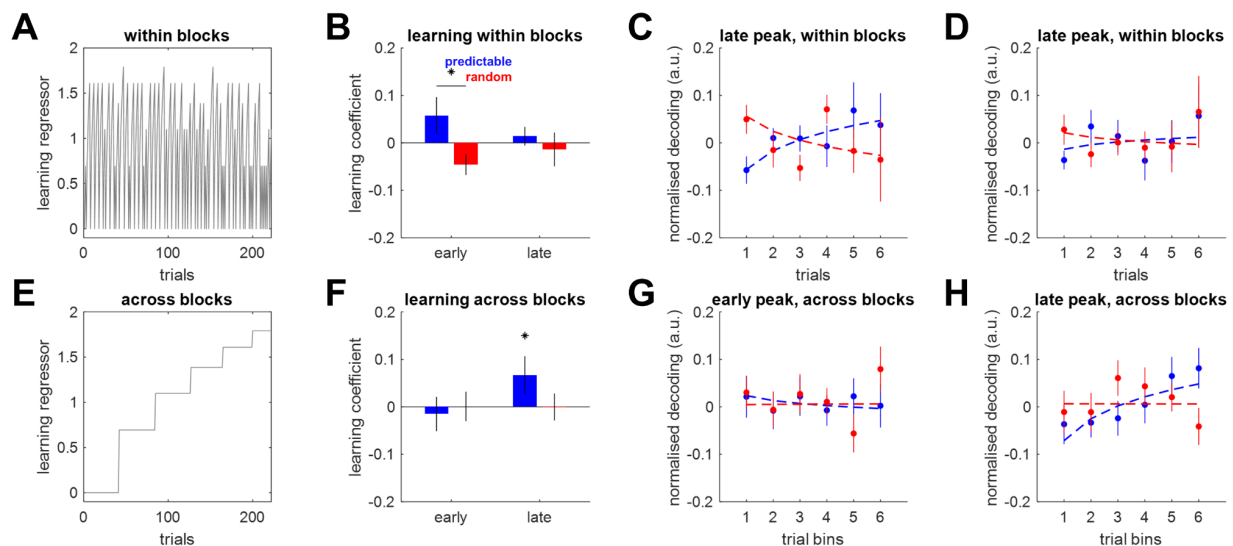 A
within blocks
learning regressor
2
1.5
1
0.5
0
0
100
200
trials
B
learning within blocks
predictable
*
random
learning coefficient
0.2
0.1
0
-0.1
-0.2
early
late
C
late peak, within blocks
normalised decoding (a.u.)
0.2
0.1
0
-0.1
-0.2
1 2 3 4 5 6
trials
D
late peak, within blocks
normalised decoding (a.u.)
0.2
0.1
0
-0.1
-0.2
1 2 3 4 5 6
trials
E
across blocks
learning regressor
2
1.5
1
0.5
0
0
100
200
trials
F
learning across blocks
*
learning coefficient
0.2
0.1
0
-0.1
-0.2
early
late
G
early peak, across blocks
normalised decoding (a.u.)
0.2
0.1
0
-0.1
-0.2
1 2 3 4 5 6
trial bins
H
late peak, across blocks
normalised decoding (a.u.)
0.2
0.1
0
-0.1
-0.2
1 2 3 4 5 6
trial bins